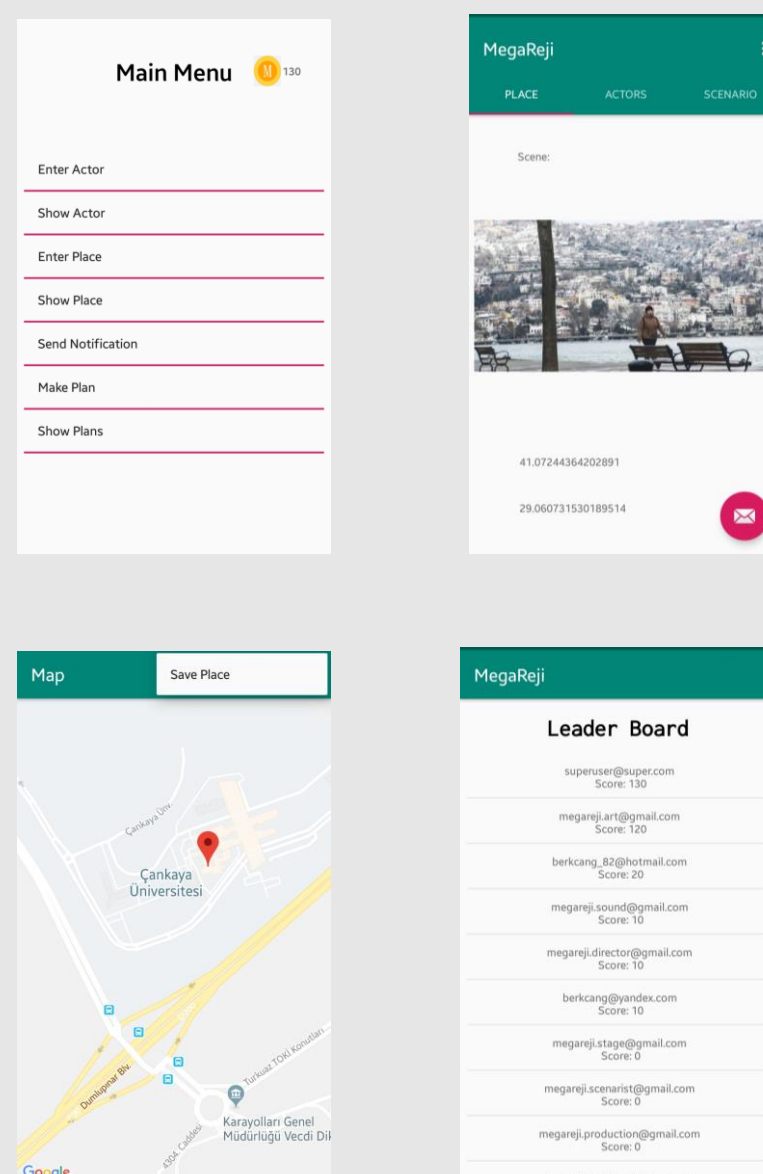 Main Menu M 130
Enter Actor
Show Actor
Enter Place
Show Place
Send Notification
Make Plan
Show Plans
MegaReji
PLACE ACTORS SCENARIO
Scene:
41.07244364202891
29.060731530189514
Map Save Place
Çankaya Ünv.
Çankaya
Üniversitesi
Dumlupınar Blv.
Turkuaz TOKİ Konutları
4304. Caddesi
Karayolları Genel
Müdürlüğü Vecdi Dik
Google
MegaReji
Leader Board
superuser@super.com
Score: 130
megareji.art@gmail.com
Score: 120
berkcang_82@hotmail.com
Score: 20
megareji.sound@gmail.com
Score: 10
megareji.director@gmail.com
Score: 10
berkcang@yandex.com
Score: 10
megareji.stage@gmail.com
Score: 0
megareji.scenarist@gmail.com
Score: 0
megareji.production@gmail.com
Score: 0